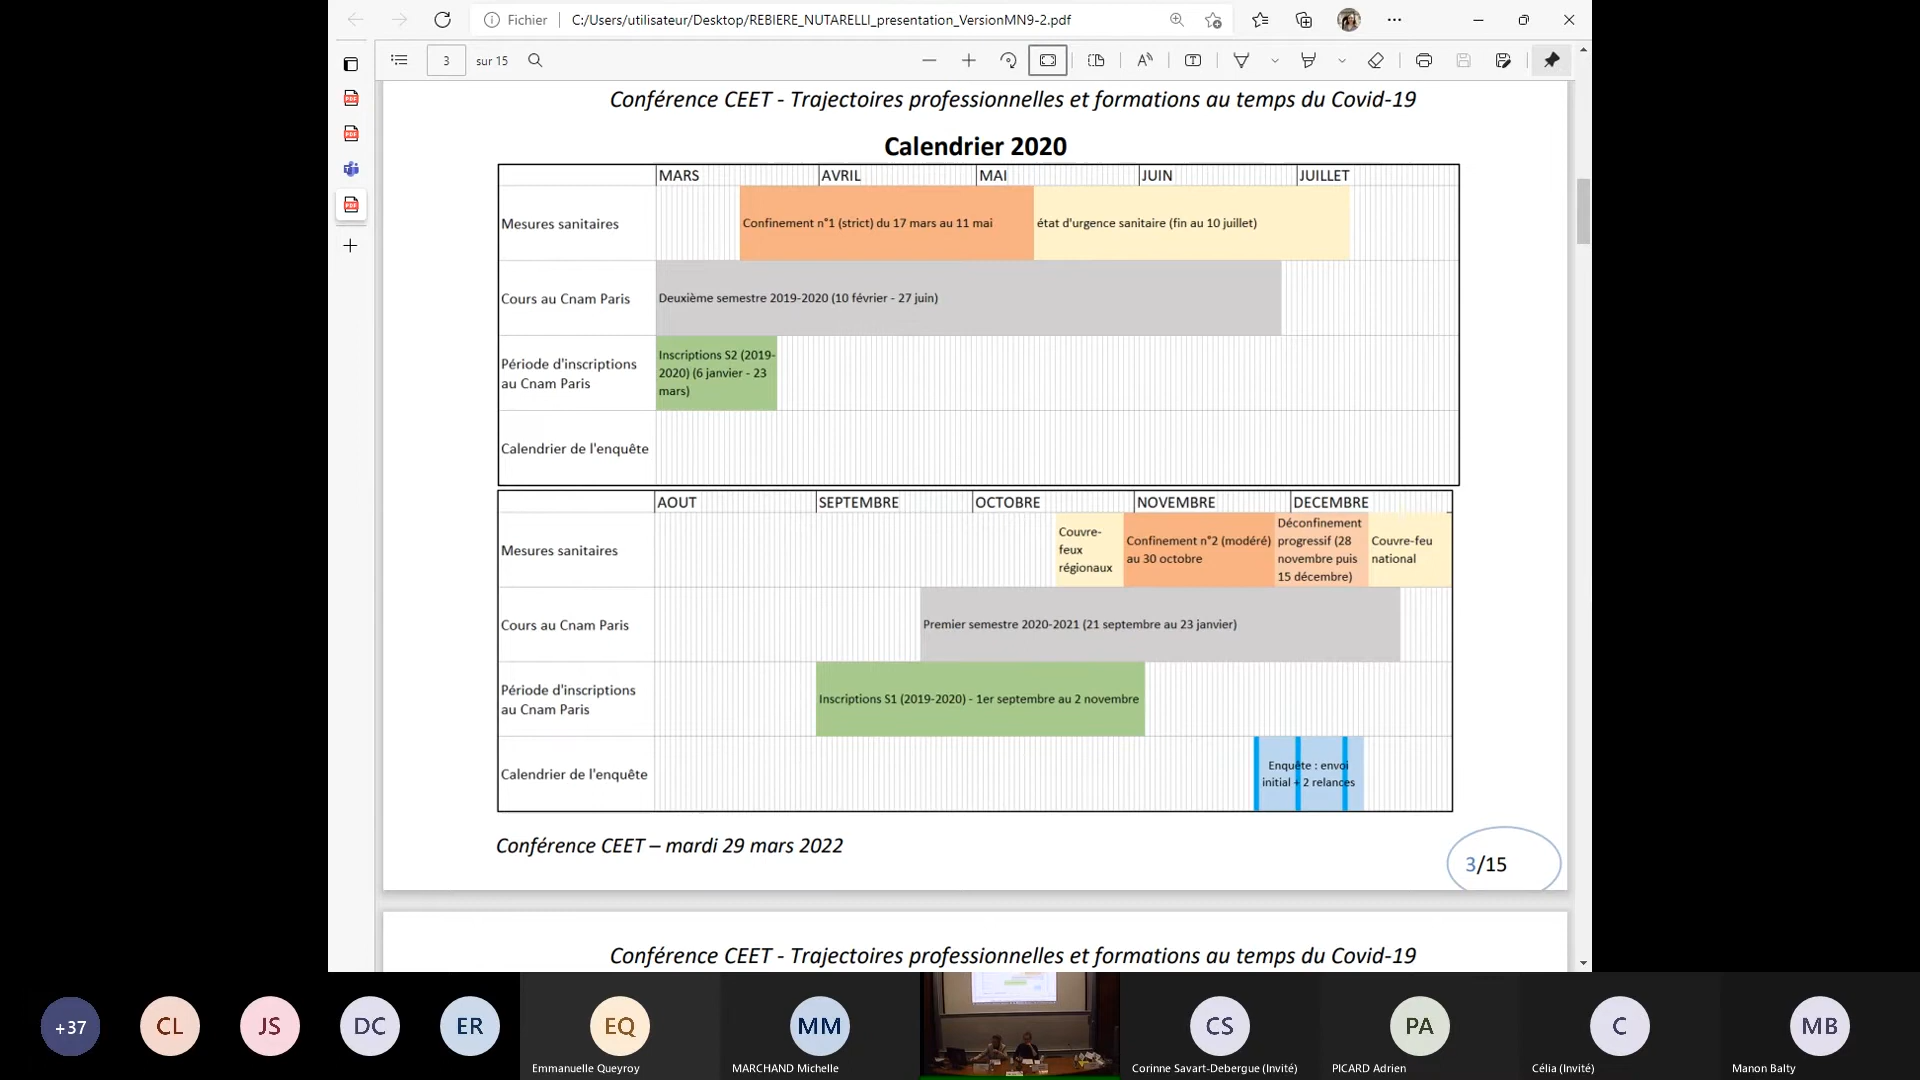 Fichier
C:/Users/utilisateur/Desktop/REBIERE_NUTARELLI_presentation_VersionMN9-2.pdf
3 sur 15
Conférence CEET - Trajectoires professionnelles et formations au temps du Covid-19
Calendrier 2020
MARS AVRIL MAI JUIN JUILLET
Mesures sanitaires
Confinement n°1 (strict) du 17 mars au 11 mai
état d'urgence sanitaire (fin au 10 juillet)
Cours au Cnam Paris
Deuxième semestre 2019-2020 (10 février - 27 juin)
Période d'inscriptions
au Cnam Paris
Inscriptions S2 (2019-
2020) (6 janvier - 23
mars)
Calendrier de l'enquête
AOUT SEPTEMBRE OCTOBRE NOVEMBRE DECEMBRE
Mesures sanitaires
Couvre-
feux
régionaux
Confinement n°2 (modéré)
au 30 octobre
Déconfinement
progressif (28
novembre puis
15 décembre)
Couvre-feu
national
Cours au Cnam Paris
Premier semestre 2020-2021 (21 septembre au 23 janvier)
Période d'inscriptions
au Cnam Paris
Inscriptions S1 (2019-2020) - 1er septembre au 2 novembre
Calendrier de l'enquête
Enquête : envoi
initial + 2 relances
Conférence CEET – mardi 29 mars 2022
3/15
Conférence CEET - Trajectoires professionnelles et formations au temps du Covid-19
+37 CL JS DC ER EQ MM CS PA C MB
Emmanuelle Queyroy MARCHAND Michelle Corinne Savart-Debergue (Invité) PICARD Adrien Célia (Invité) Manon Balty